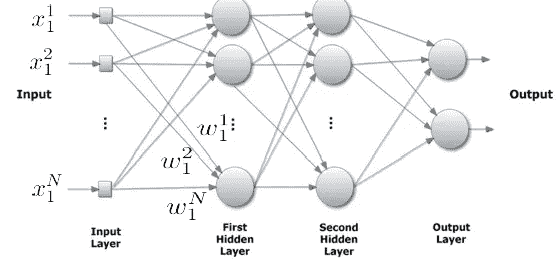 x_1^1
x_1^2
Input
Output
⋮ ⋮ ⋮
w_1^1
w_1^2
x_1^N
w_1^N
Input
Layer
First
Hidden
Layer
Second
Hidden
Layer
Output
Layer